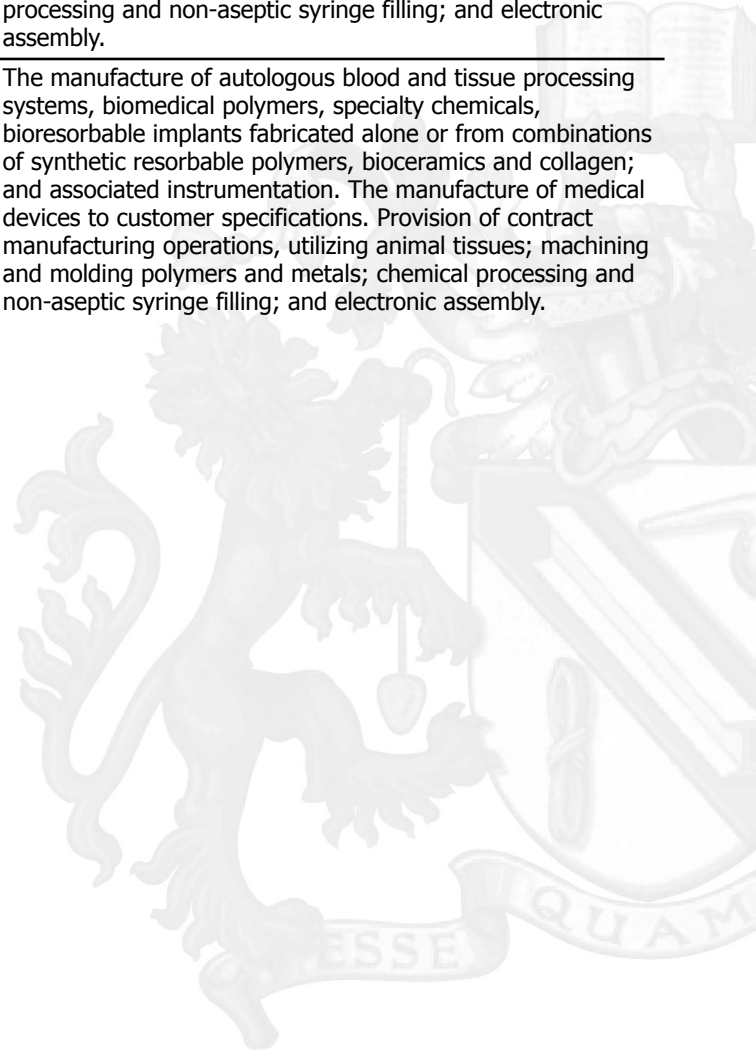 processing and non-aseptic syringe filling; and electronic
assembly.
The manufacture of autologous blood and tissue processing
systems, biomedical polymers, specialty chemicals,
bioresorbable implants fabricated alone or from combinations
of synthetic resorbable polymers, bioceramics and collagen;
and associated instrumentation. The manufacture of medical
devices to customer specifications. Provision of contract
manufacturing operations, utilizing animal tissues; machining
and molding polymers and metals; chemical processing and
non-aseptic syringe filling; and electronic assembly.
ESSE QUAM